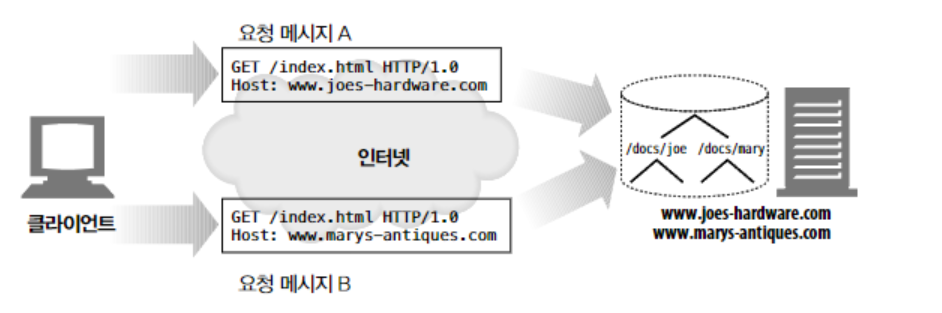 요청 메시지 A
GET /index.html HTTP/1.0
Host: www.joes-hardware.com
인터넷
클라이언트
GET /index.html HTTP/1.0
Host: www.marys-antiques.com
요청 메시지 B
/docs/joe /docs/mary
www.joes-hardware.com
www.marys-antiques.com